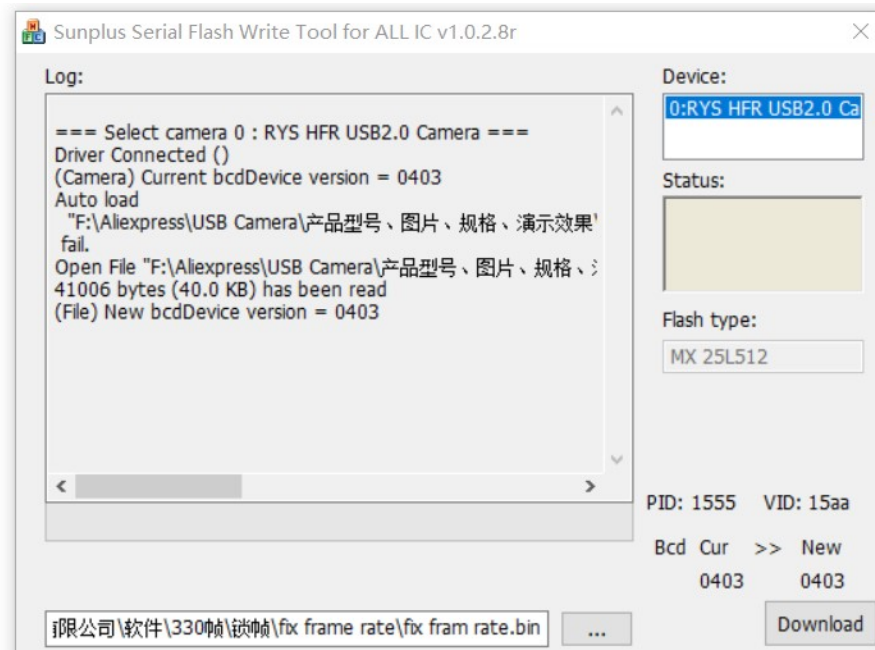 Sunplus Serial Flash Write Tool for ALL IC v1.0.2.8r
Log:
=== Select camera 0 : RYS HFR USB2.0 Camera ===
Driver Connected ()
(Camera) Current bcdDevice version = 0403
Auto load
"F:\Aliexpress\USB Camera\产品型号、图片、规格、演示效果\
fail.
Open File "F:\Aliexpress\USB Camera\产品型号、图片、规格、
41006 bytes (40.0 KB) has been read
(File) New bcdDevice version = 0403
Device:
0:RYS HFR USB2.0 Ca
Status:
Flash type:
MX 25L512
PID: 1555 VID: 15aa
Bcd Cur >> New
0403 0403
限公司\软件\330帧\锁帧\fix frame rate\fix fram rate.bin
...
Download